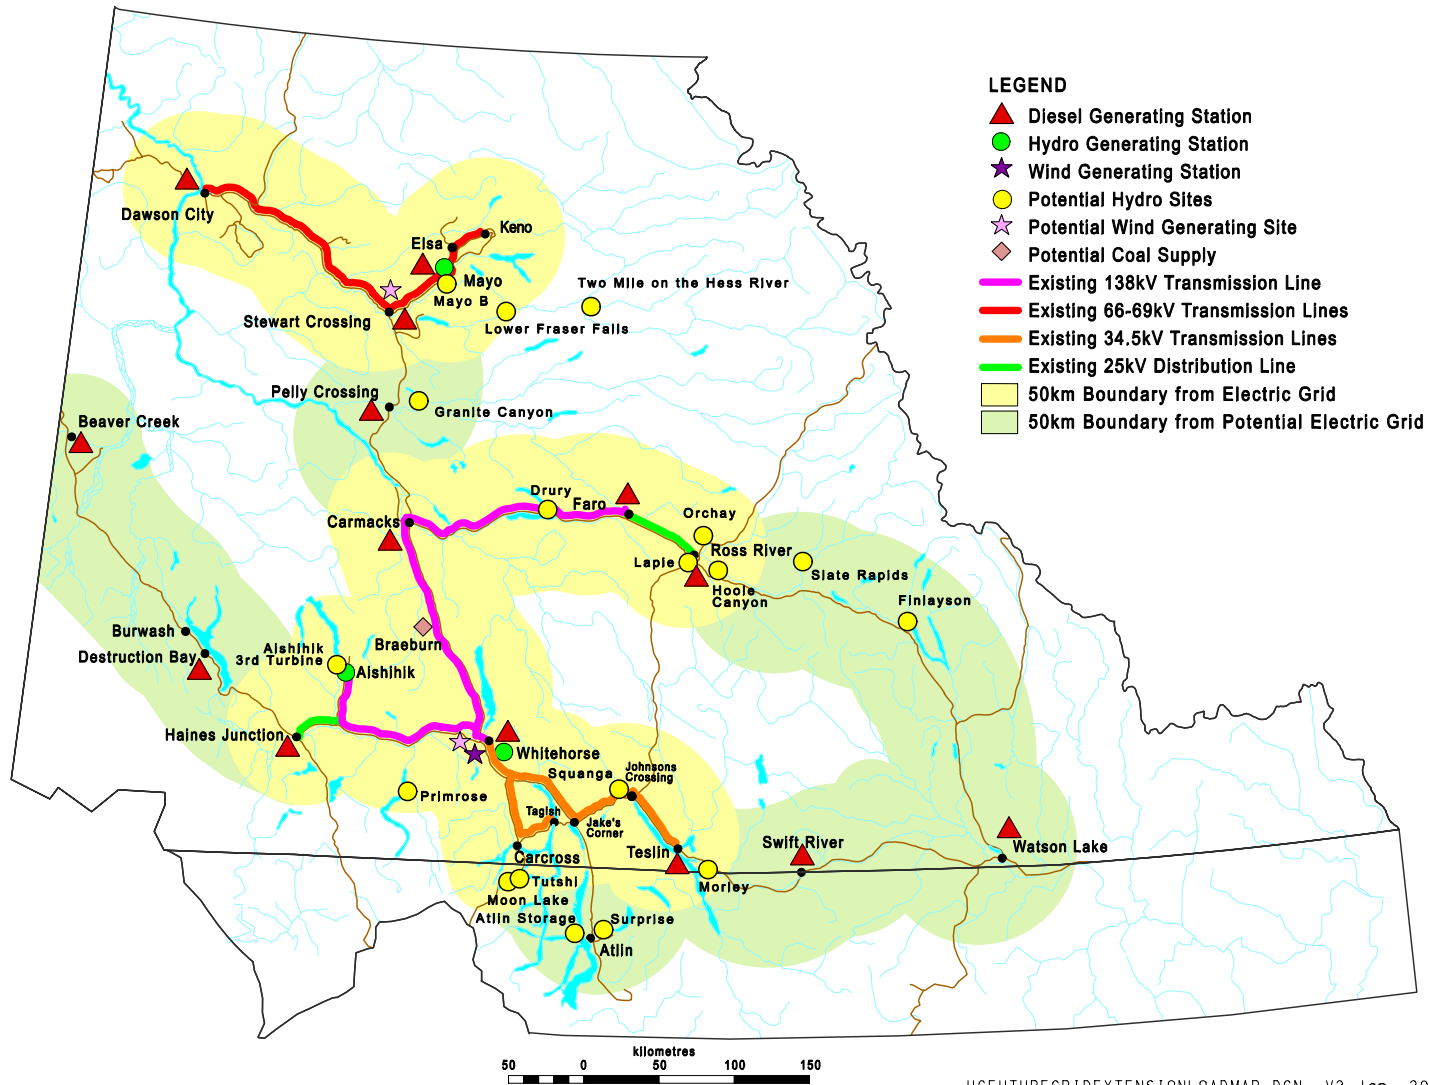 LEGEND
Diesel Generating Station
Hydro Generating Station
Wind Generating Station
Potential Hydro Sites
Potential Wind Generating Site
Potential Coal Supply
Existing 138kV Transmission Line
Existing 66-69kV Transmission Lines
Existing 34.5kV Transmission Lines
Existing 25kV Distribution Line
50km Boundary from Electric Grid
50km Boundary from Potential Electric Grid
Dawson City
Keno
Elsa
Mayo
Mayo B
Two Mile on the Hess River
Stewart Crossing
Lower Fraser Falls
Pelly Crossing
Granite Canyon
Beaver Creek
Drury
Faro
Carmacks
Orchay
Ross River
Lapie
Hoole
Canyon
Slate Rapids
Finlayson
Burwash
Braeburn
Aishihik
3rd Turbine
Destruction Bay
Aishihik
Haines Junction
Whitehorse
Squanga
Johnsons
Crossing
Primrose
Tagish
Jake's
Corner
Carcross
Teslin
Swift River
Watson Lake
Tutshi
Morley
Moon Lake
Atlin Storage
Surprise
Atlin
kilometres
50 0 50 100 150